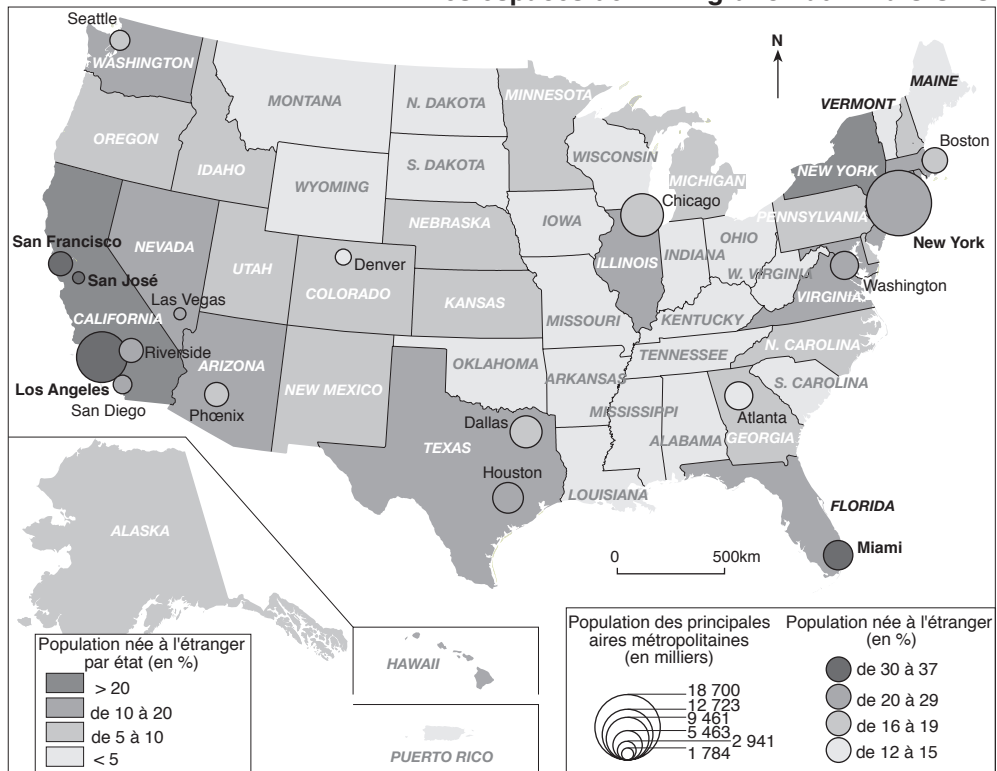 Seattle
WASHINGTON
MONTANA
N. DAKOTA
MINNESOTA
N
MAINE
VERMONT
OREGON
IDAHO
S. DAKOTA
WISCONSIN
MICHIGAN
NEW YORK
Boston
WYOMING
Chicago
IOWA
NEBRASKA
PENNSYLVANIA
New York
San Francisco
NEVADA
UTAH
Denver
COLORADO
ILLINOIS
INDIANA
OHIO
W. VIRGINIA
Washington
San José
Las Vegas
KANSAS
MISSOURI
KENTUCKY
VIRGINIA
CALIFORNIA
Riverside
Los Angeles
San Diego
ARIZONA
Phœnix
NEW MEXICO
OKLAHOMA
ARKANSAS
TENNESSEE
N. CAROLINA
S. CAROLINA
Dallas
MISSISSIPPI
ALABAMA
Atlanta
GEORGIA
TEXAS
Houston
LOUISIANA
FLORIDA
Miami
0 500km
ALASKA
HAWAII
PUERTO RICO
Population née à l'étranger
par état (en %)
> 20
de 10 à 20
de 5 à 10
< 5
Population des principales
aires métropolitaines
(en milliers)
18 700
12 723
9 461
5 463
2 941
1 784
Population née à l'étranger
(en %)
de 30 à 37
de 20 à 29
de 16 à 19
de 12 à 15